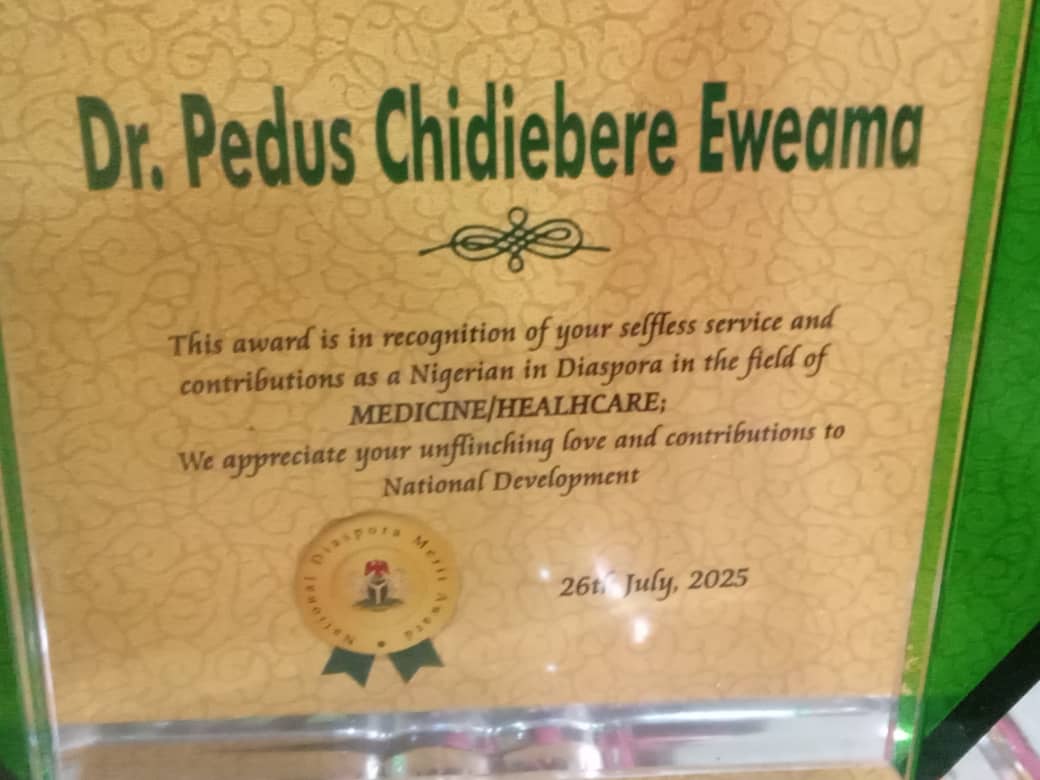 Dr. Pedus Chidiebere Eweama
This award is in recognition of your selfless service and
contributions as a Nigerian in Diaspora in the field of
MEDICINE/HEALHCARE;
We appreciate your unflinching love and contributions to
National Development
National Diaspora Merit Award
26th July, 2025